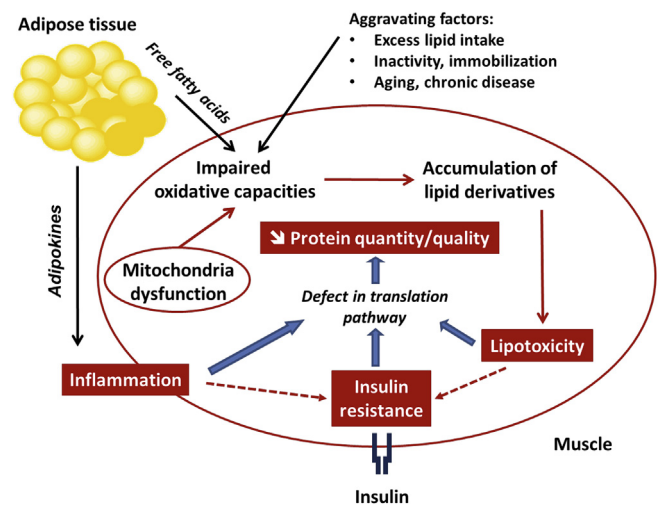 Adipose tissue
Aggravating factors:
• Excess lipid intake
• Inactivity, immobilization
• Aging, chronic disease
Free fatty acids
Impaired
oxidative capacities
Accumulation of
lipid derivatives
Adipokines
➘ Protein quantity/quality
Mitochondria
dysfunction
Defect in translation
pathway
Lipotoxicity
Inflammation
Insulin
resistance
Muscle
Insulin